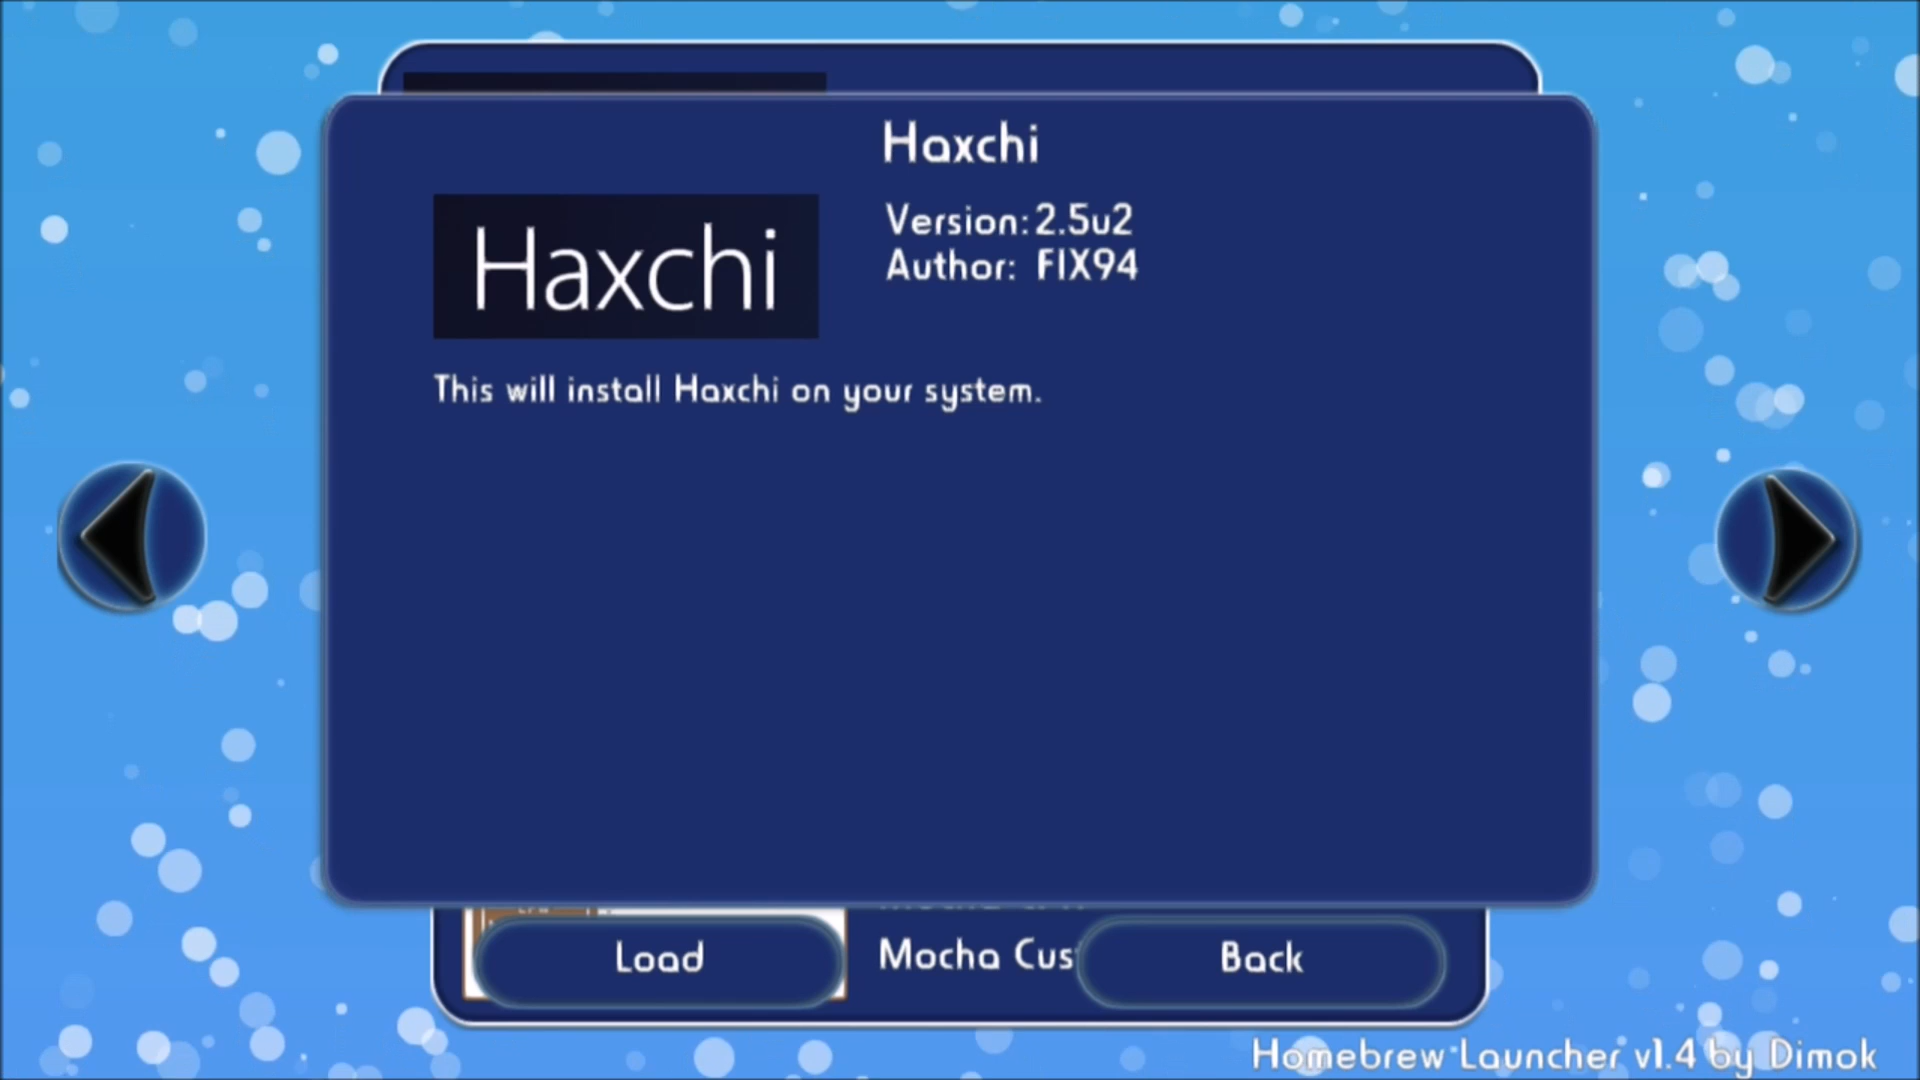 Haxchi
Haxchi
Version: 2.5u2
Author: FIX94
This will install Haxchi on your system.
Load
Mocha Cus
Back
Homebrew Launcher v1.4 by Dimok